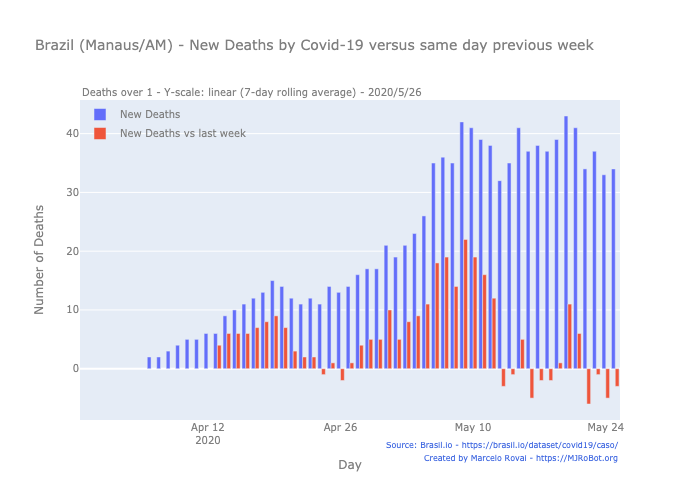 Brazil (Manaus/AM) - New Deaths by Covid-19 versus same day previous week
Deaths over 1 - Y-scale: linear (7-day rolling average) - 2020/5/26
New Deaths
New Deaths vs last week
40
30
20
10
0
Number of Deaths
Apr 12
2020
Apr 26
May 10
May 24
Day
Source: Brasil.io - https://brasil.io/dataset/covid19/caso/
Created by Marcelo Rovai - https://MJRoBot.org